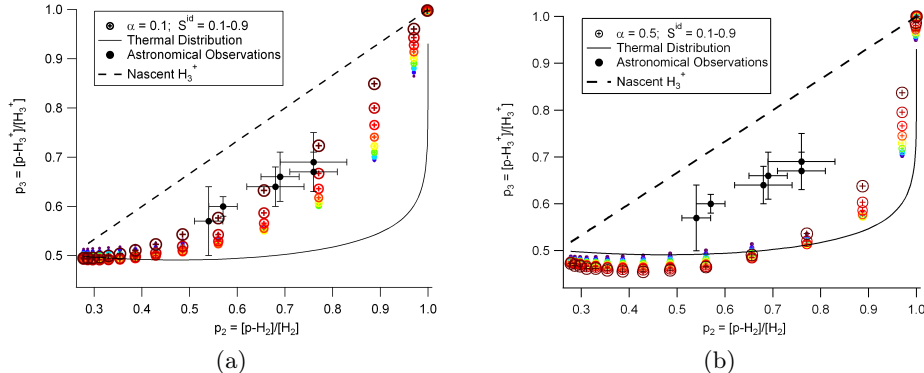 α = 0.1; S^id = 0.1-0.9
Thermal Distribution
Astronomical Observations
Nascent H₃⁺
1.0
0.9
0.8
0.7
0.6
0.5
p₃ = [p-H₃⁺]/[H₃⁺]
0.3 0.4 0.5 0.6 0.7 0.8 0.9 1.0
p₂ = [p-H₂]/[H₂]
(a)
α = 0.5; S^id = 0.1-0.9
Thermal Distribution
Astronomical Observations
Nascent H₃⁺
1.0
0.9
0.8
0.7
0.6
0.5
p₃ = [p-H₃⁺]/[H₃⁺]
0.3 0.4 0.5 0.6 0.7 0.8 0.9 1.0
p₂ = [p-H₂]/[H₂]
(b)